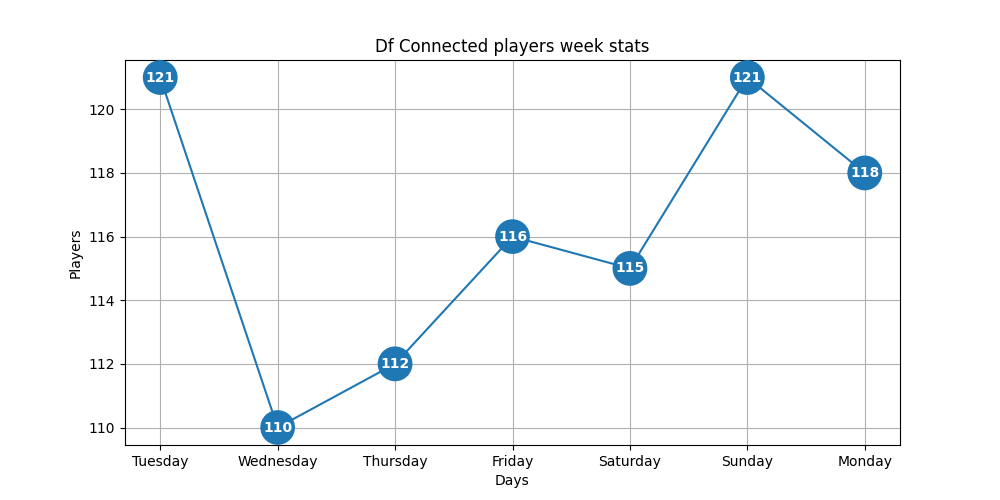 Df Connected players week stats
121
121
120
118
118
116
116
115
114
112
112
110
110
Tuesday
Wednesday
Thursday
Friday
Saturday
Sunday
Monday
Players
Days